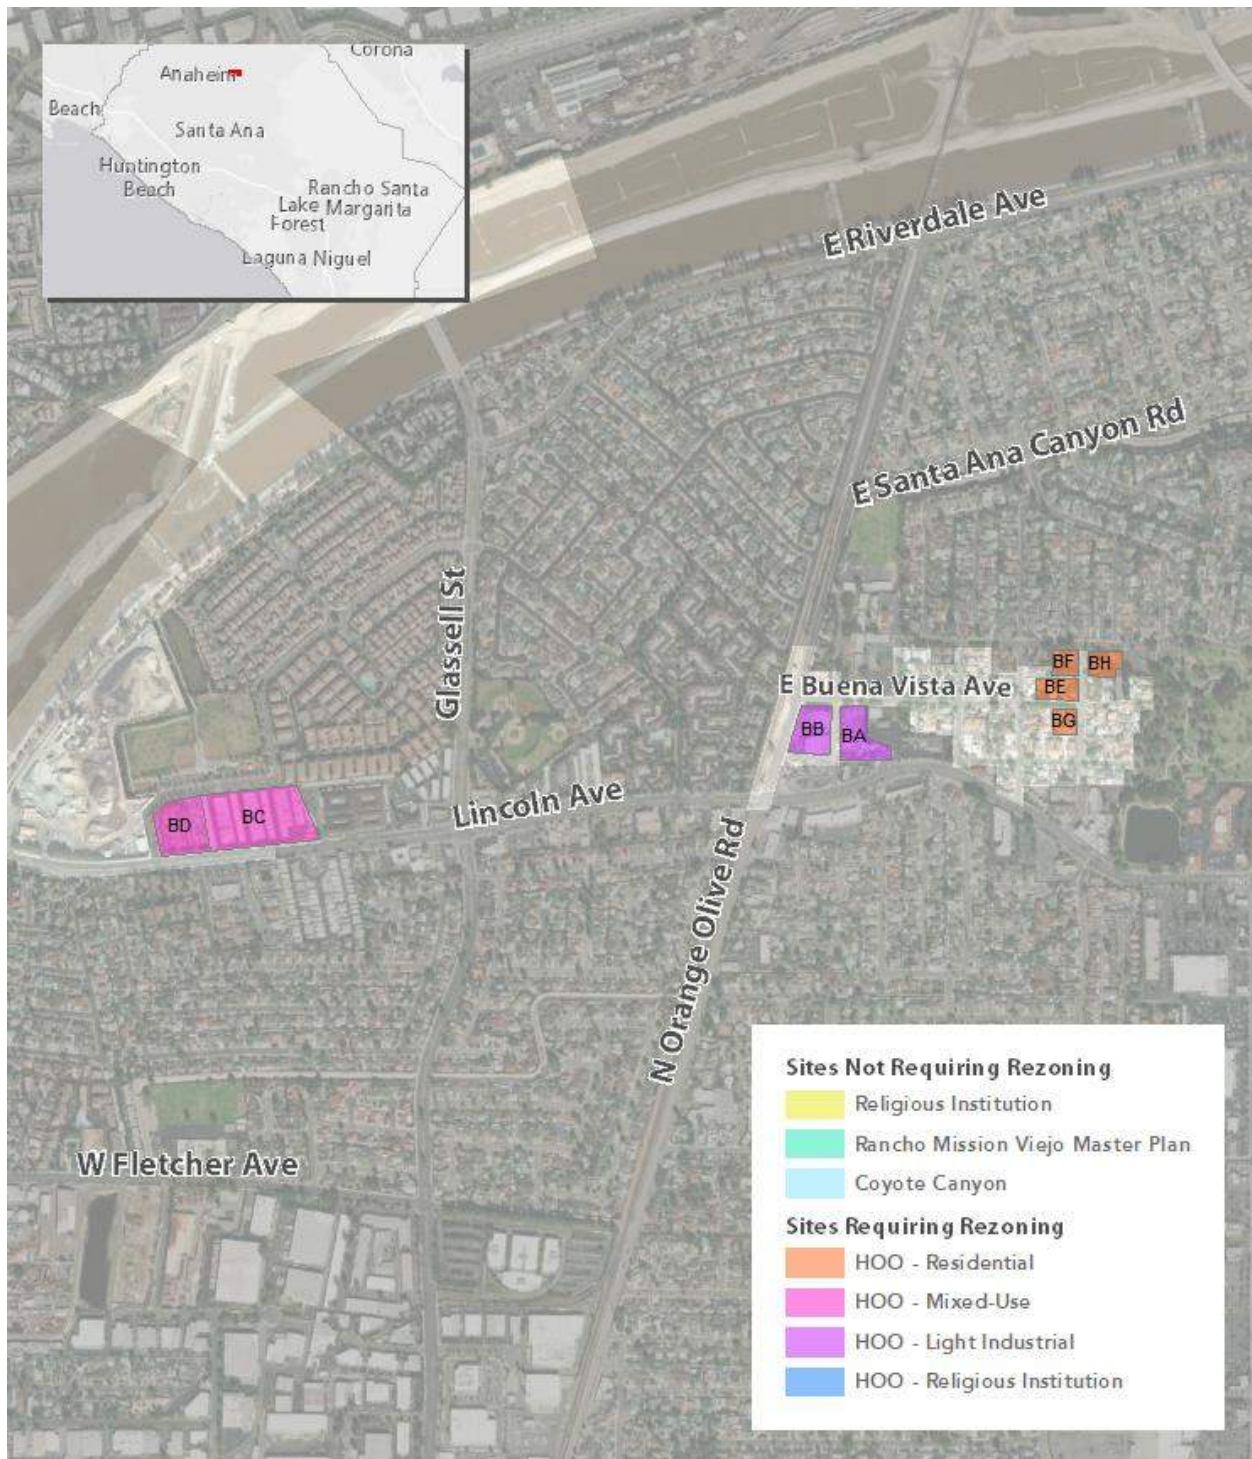 Corona
Anaheim
Beach
Santa Ana
Huntington
Beach
Rancho Santa
Lake Margarita
Forest
Laguna Niguel
E Riverdale Ave
E Santa Ana Canyon Rd
Glassell St
BF
BH
E Buena Vista Ave
BE
BG
BB
BA
Lincoln Ave
BD
BC
N Orange Olive Rd
W Fletcher Ave
Sites Not Requiring Rezoning
Religious Institution
Rancho Mission Viejo Master Plan
Coyote Canyon
Sites Requiring Rezoning
HOO - Residential
HOO - Mixed-Use
HOO - Light Industrial
HOO - Religious Institution